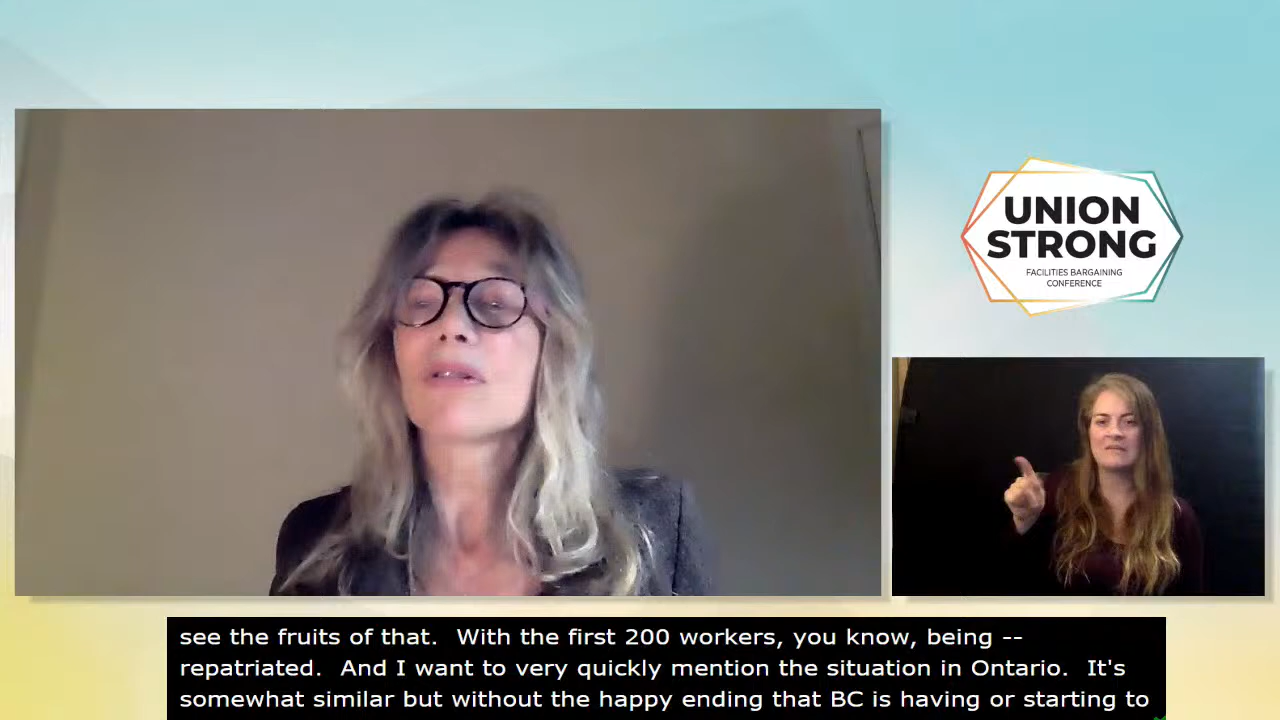 UNION
STRONG
FACILITIES BARGAINING
CONFERENCE
see the fruits of that.  With the first 200 workers, you know, being --
repatriated.  And I want to very quickly mention the situation in Ontario.  It's
somewhat similar but without the happy ending that BC is having or starting to